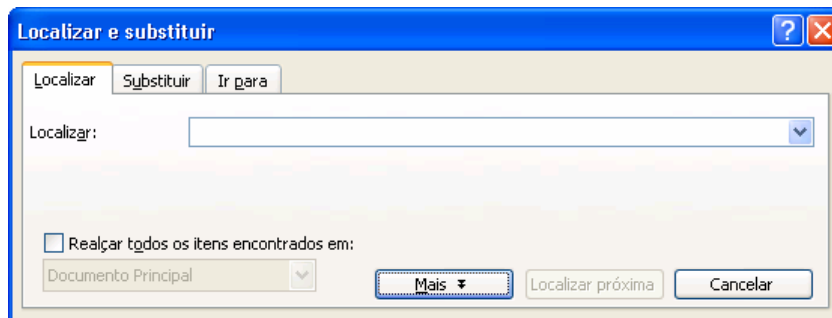 Localizar e substituir
Localizar Substituir Ir para
Localizar:
Realçar todos os itens encontrados em:
Documento Principal Mais Localizar próxima Cancelar